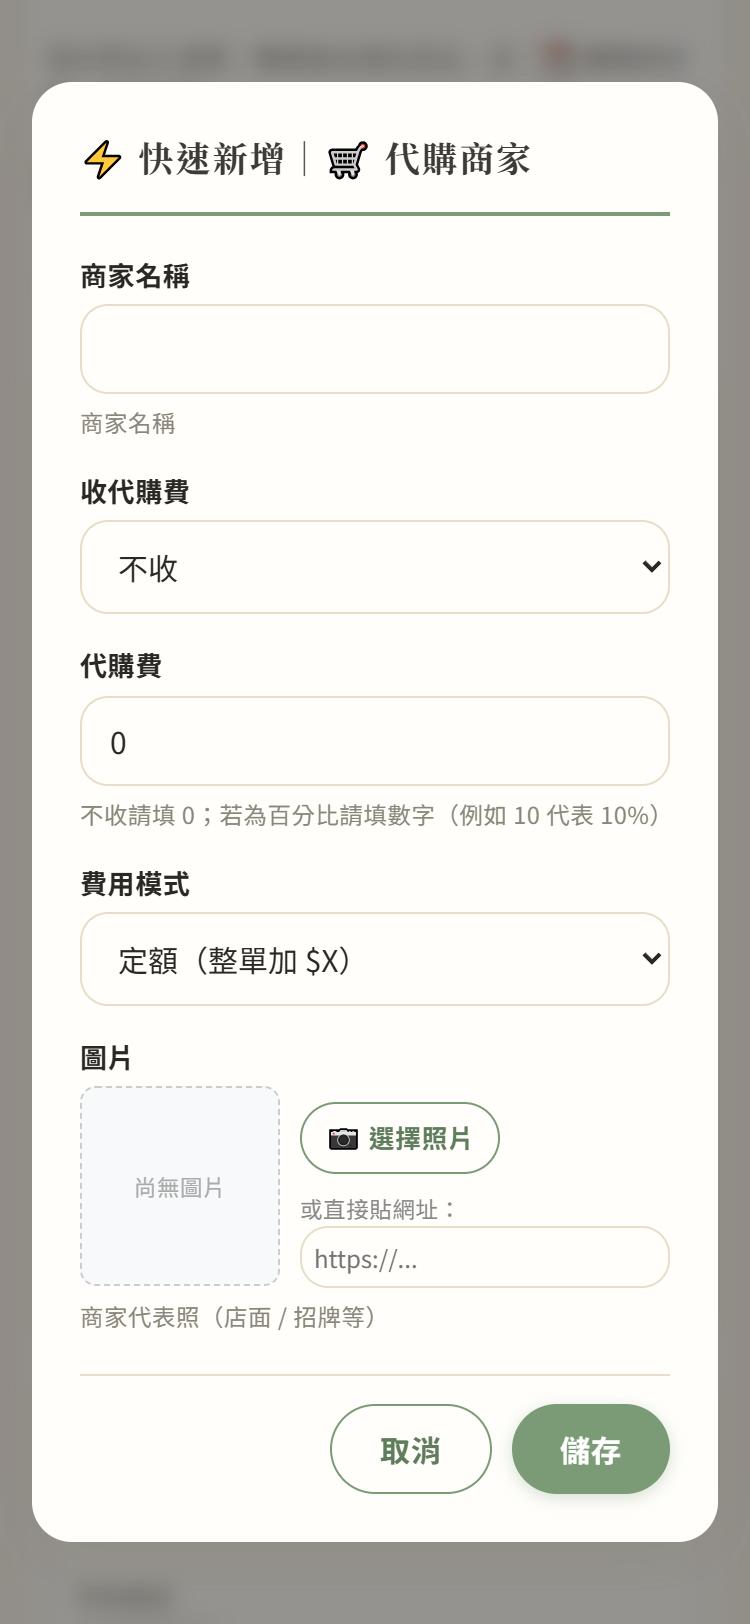 ⚡ 快速新增｜🛒 代購商家
商家名稱
商家名稱
收代購費
不收
代購費
0
不收請填 0；若為百分比請填數字（例如 10 代表 10%）
費用模式
定額（整單加 $X）
圖片
尚無圖片
📷 選擇照片
或直接貼網址：
https://...
商家代表照（店面 / 招牌等）
取消
儲存